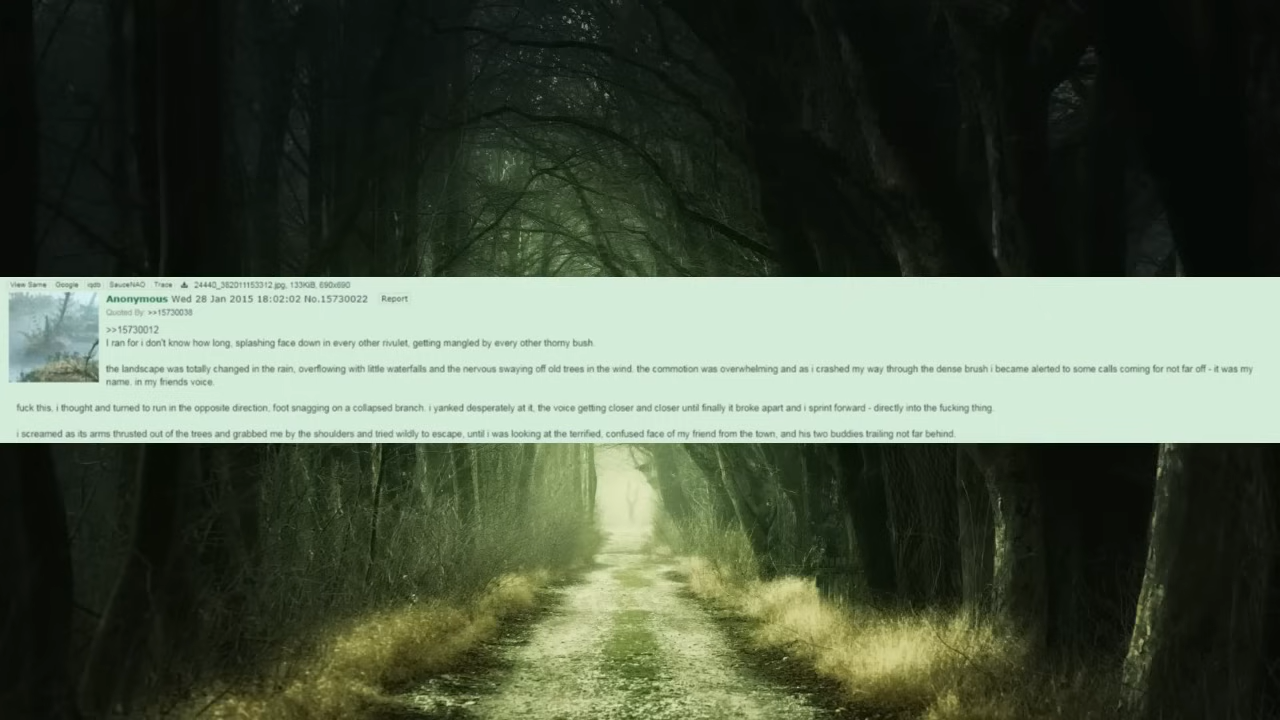 View Same Google iqdb SauceNAO Trace 24440_382011153312.jpg, 133KiB, 690x690
Anonymous Wed 28 Jan 2015 18:02:02 No.15730022 Report
Quoted By: >>15730038
>>15730012
I ran for i don't know how long, splashing face down in every other rivulet, getting mangled by every other thorny bush.
the landscape was totally changed in the rain, overflowing with little waterfalls and the nervous swaying off old trees in the wind. the commotion was overwhelming and as i crashed my way through the dense brush i became alerted to some calls coming for not far off - it was my
name. in my friends voice.
fuck this, i thought and turned to run in the opposite direction, foot snagging on a collapsed branch. i yanked desperately at it, the voice getting closer and closer until finally it broke apart and i sprint forward - directly into the fucking thing.
i screamed as its arms thrusted out of the trees and grabbed me by the shoulders and tried wildly to escape, until i was looking at the terrified, confused face of my friend from the town, and his two buddies trailing not far behind.